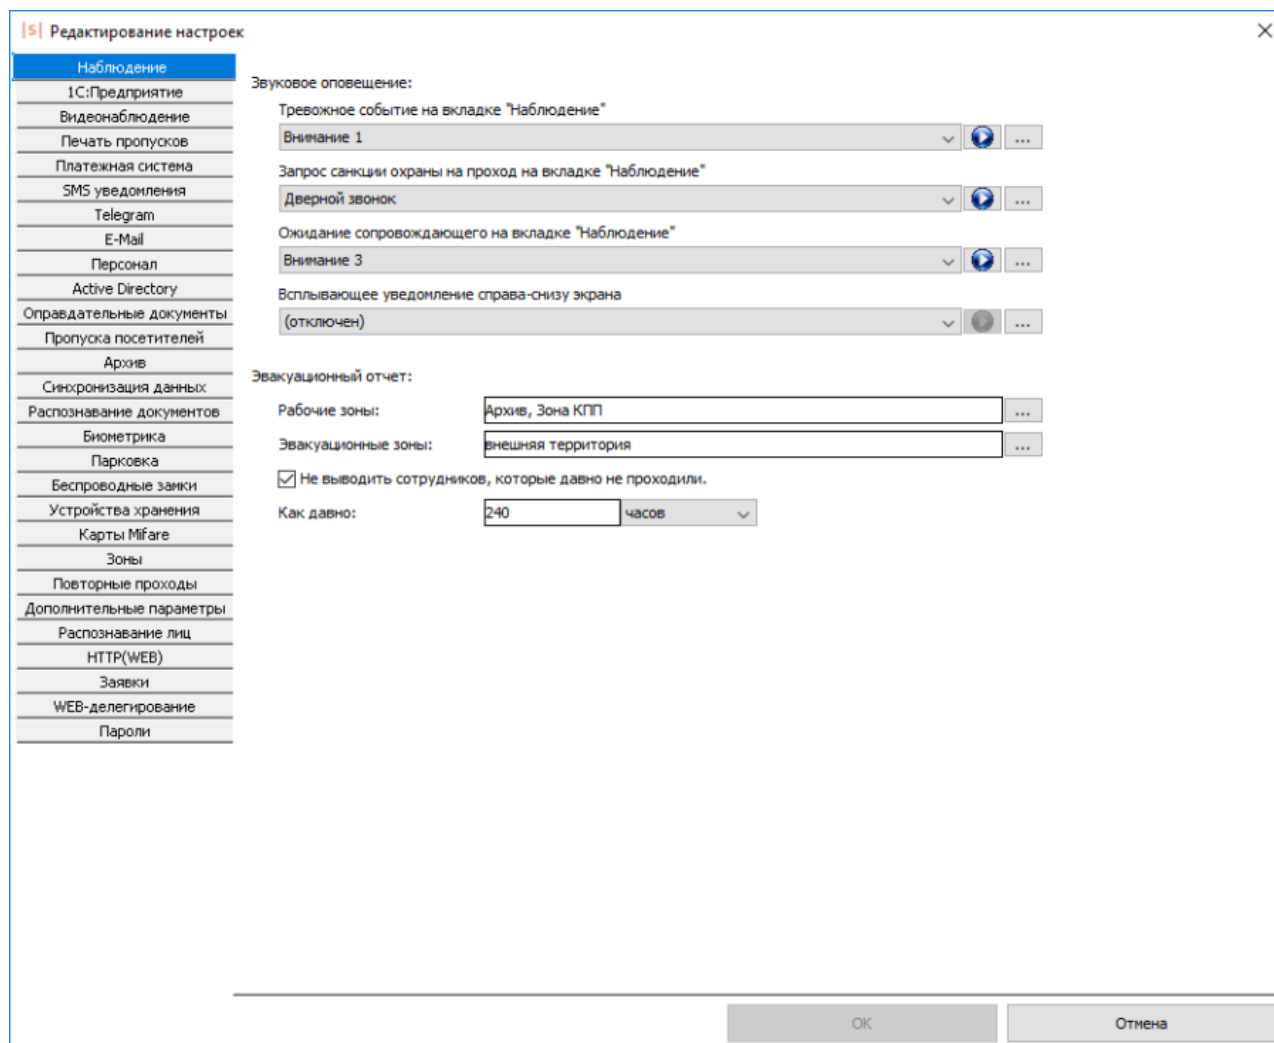 |S| Редактирование настроек
Наблюдение
1С:Предприятие
Видеонаблюдение
Печать пропусков
Платежная система
SMS уведомления
Telegram
E-Mail
Персонал
Active Directory
Оправдательные документы
Пропуска посетителей
Архив
Синхронизация данных
Распознавание документов
Биометрика
Парковка
Беспроводные замки
Устройства хранения
Карты Mifare
Зоны
Повторные проходы
Дополнительные параметры
Распознавание лиц
HTTP(WEB)
Заявки
WEB-делегирование
Пароли
Звуковое оповещение:
Тревожное событие на вкладке "Наблюдение"
Внимание 1 ...
Запрос санкции охраны на проход на вкладке "Наблюдение"
Дверной звонок ...
Ожидание сопровождающего на вкладке "Наблюдение"
Внимание 3 ...
Всплывающее уведомление справа-снизу экрана
(отключен) ...
Эвакуационный отчет:
Рабочие зоны: Архив, Зона КПП ...
Эвакуационные зоны: внешняя территория ...
Не выводить сотрудников, которые давно не проходили.
Как давно: 240 часов
OK Отмена